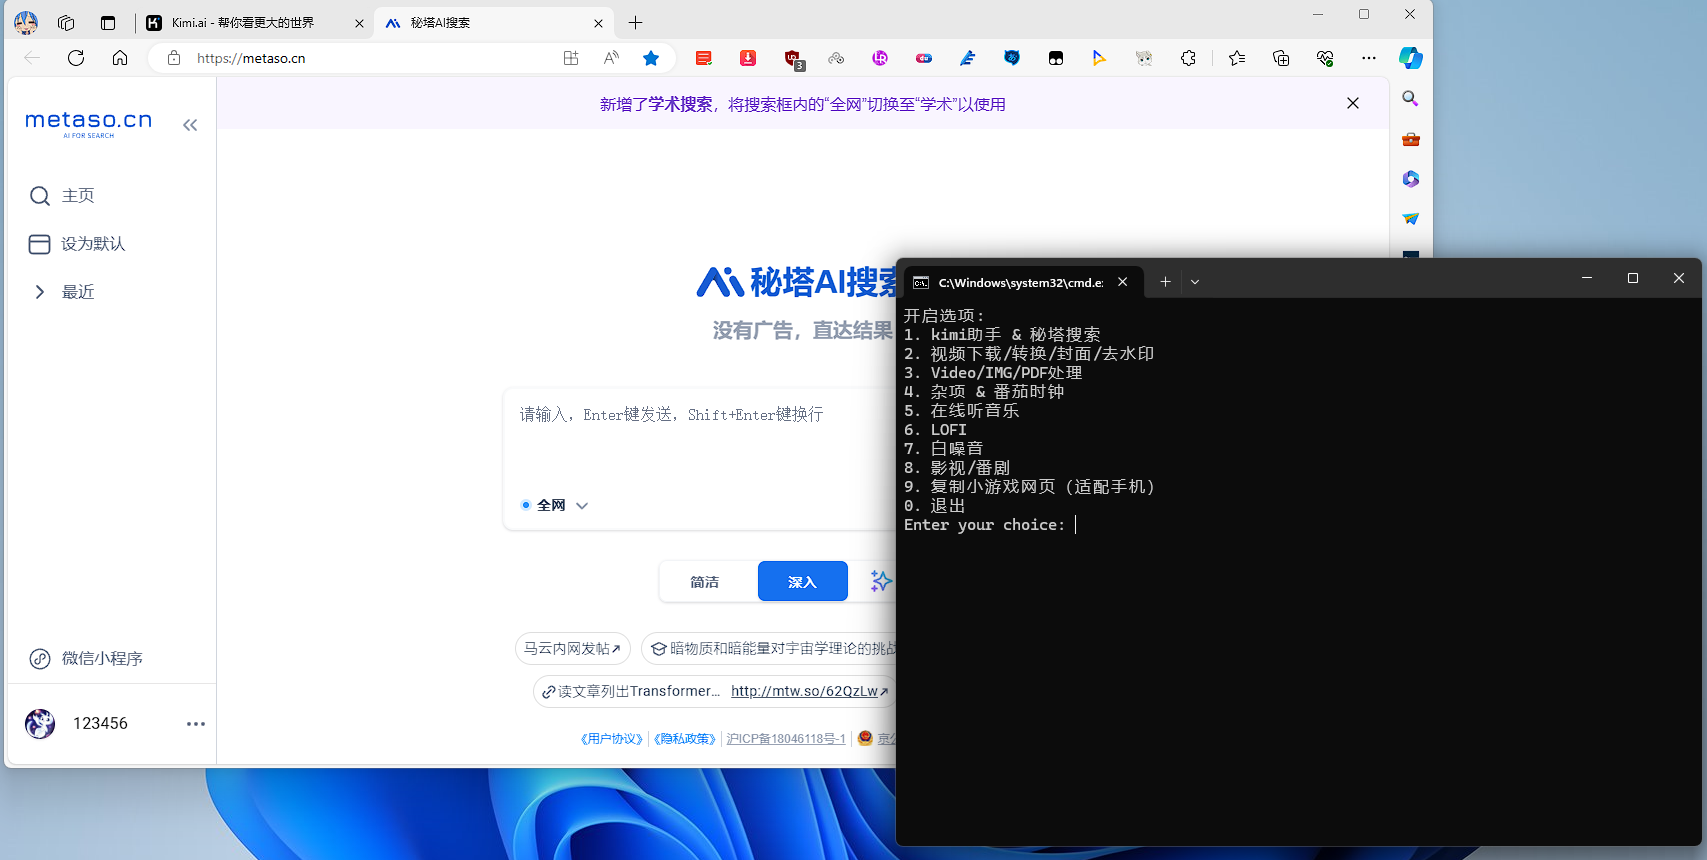 Kimi.ai - 帮你看更大的世界
秘塔AI搜索
https://metaso.cn
3
新增了学术搜索，将搜索框内的“全网”切换至“学术”以使用
metaso.cn
AI FOR SEARCH
主页
设为默认
最近
秘塔AI搜索
没有广告，直达结果
请输入，Enter键发送，Shift+Enter键换行
全网
简洁
深入
马云内网发帖↗
暗物质和暗能量对宇宙学理论的挑战
读文章列出Transformer... http://mtw.so/62QzLw↗
《用户协议》 《隐私政策》 沪ICP备18046118号-1 京公
微信小程序
123456
C:\Windows\system32\cmd.e
开启选项:
1. kimi助手 & 秘塔搜索
2. 视频下载/转换/封面/去水印
3. Video/IMG/PDF处理
4. 杂项 & 番茄时钟
5. 在线听音乐
6. LOFI
7. 白噪音
8. 影视/番剧
9. 复制小游戏网页 (适配手机)
0. 退出
Enter your choice: